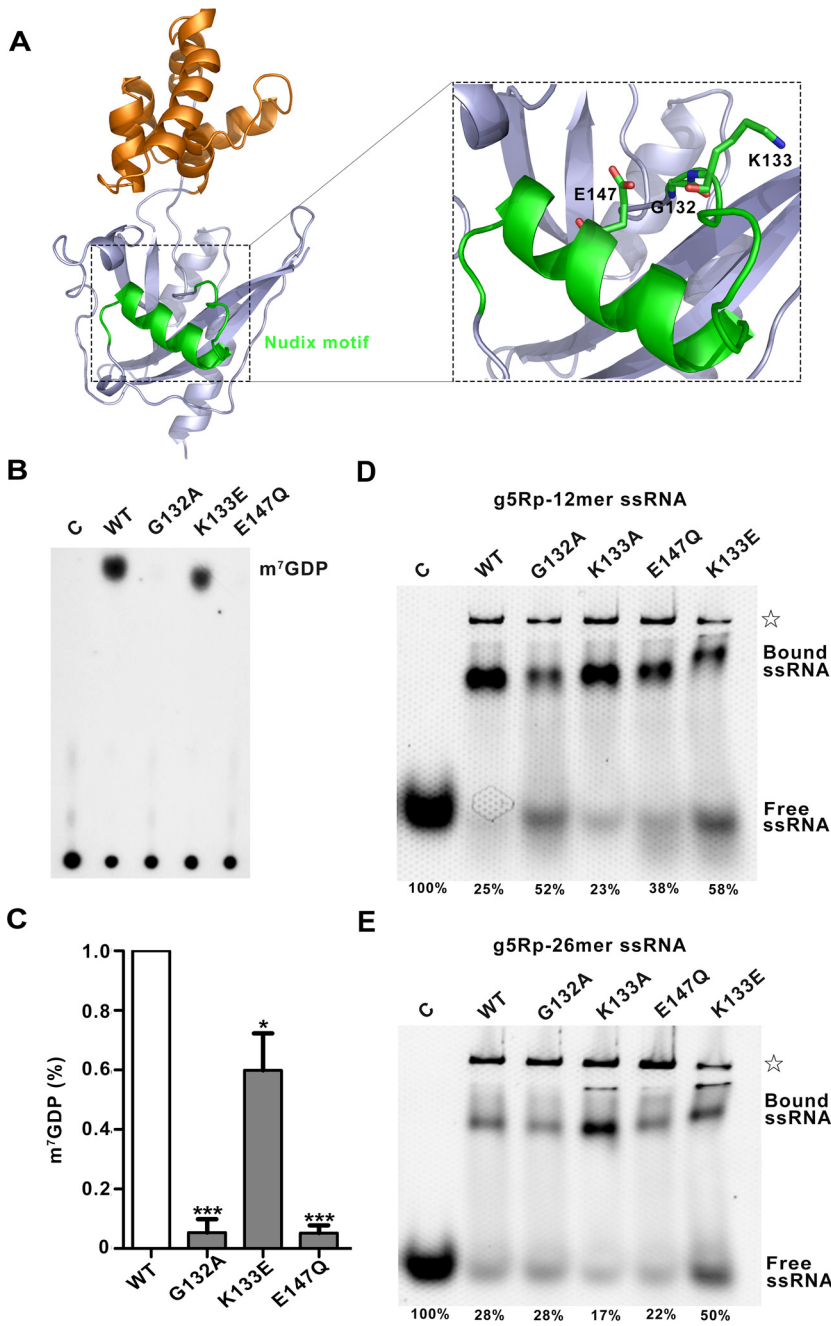 A
E147
G132
K133
Nudix motif
B
C WT G132A K133E E147Q
m⁷GDP
C
m⁷GDP (%)
1.0
0.8
0.6
0.4
0.2
0
***
*
***
WT G132A K133E E147Q
D
g5Rp-12mer ssRNA
C WT G132A K133A E147Q K133E
☆
Bound
ssRNA
Free
ssRNA
100% 25% 52% 23% 38% 58%
E
g5Rp-26mer ssRNA
C WT G132A K133A E147Q K133E
☆
Bound
ssRNA
Free
ssRNA
100% 28% 28% 17% 22% 50%